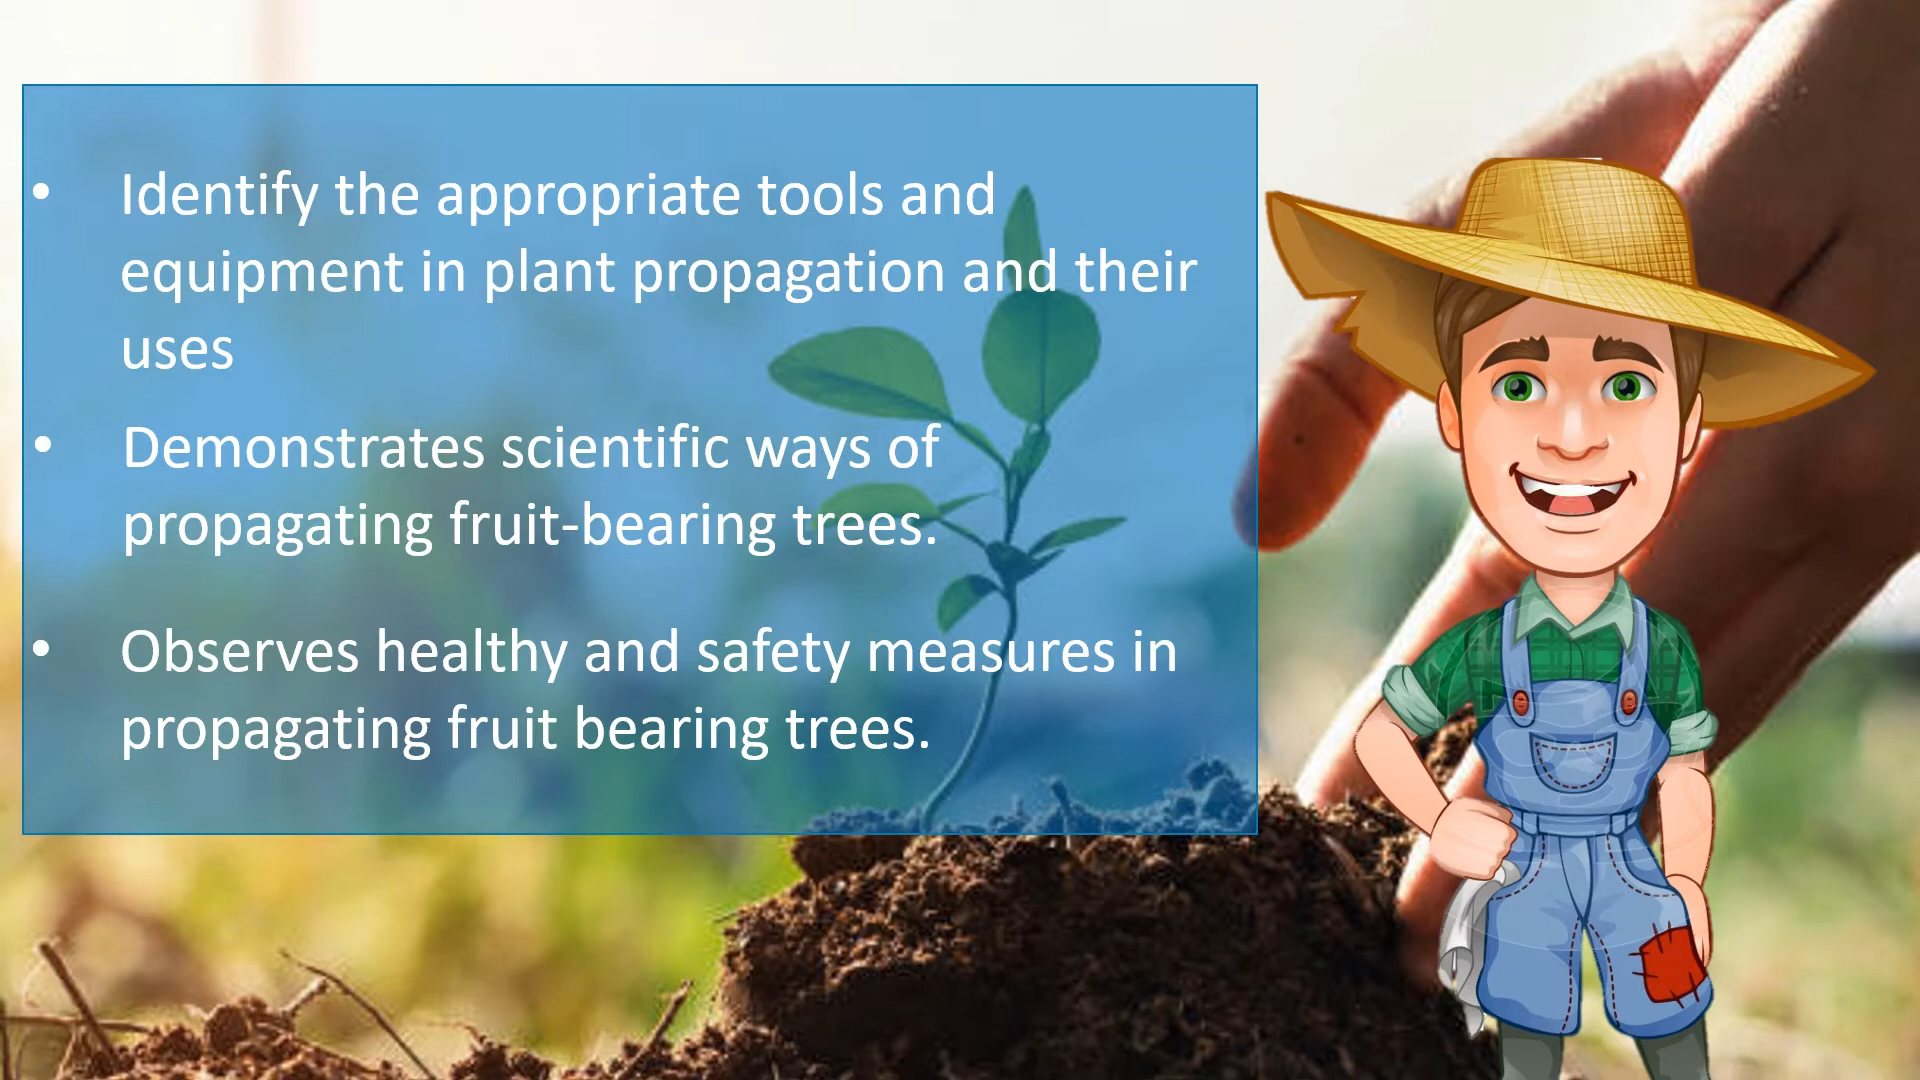 • Identify the appropriate tools and
equipment in plant propagation and their
uses
• Demonstrates scientific ways of
propagating fruit-bearing trees.
• Observes healthy and safety measures in
propagating fruit bearing trees.